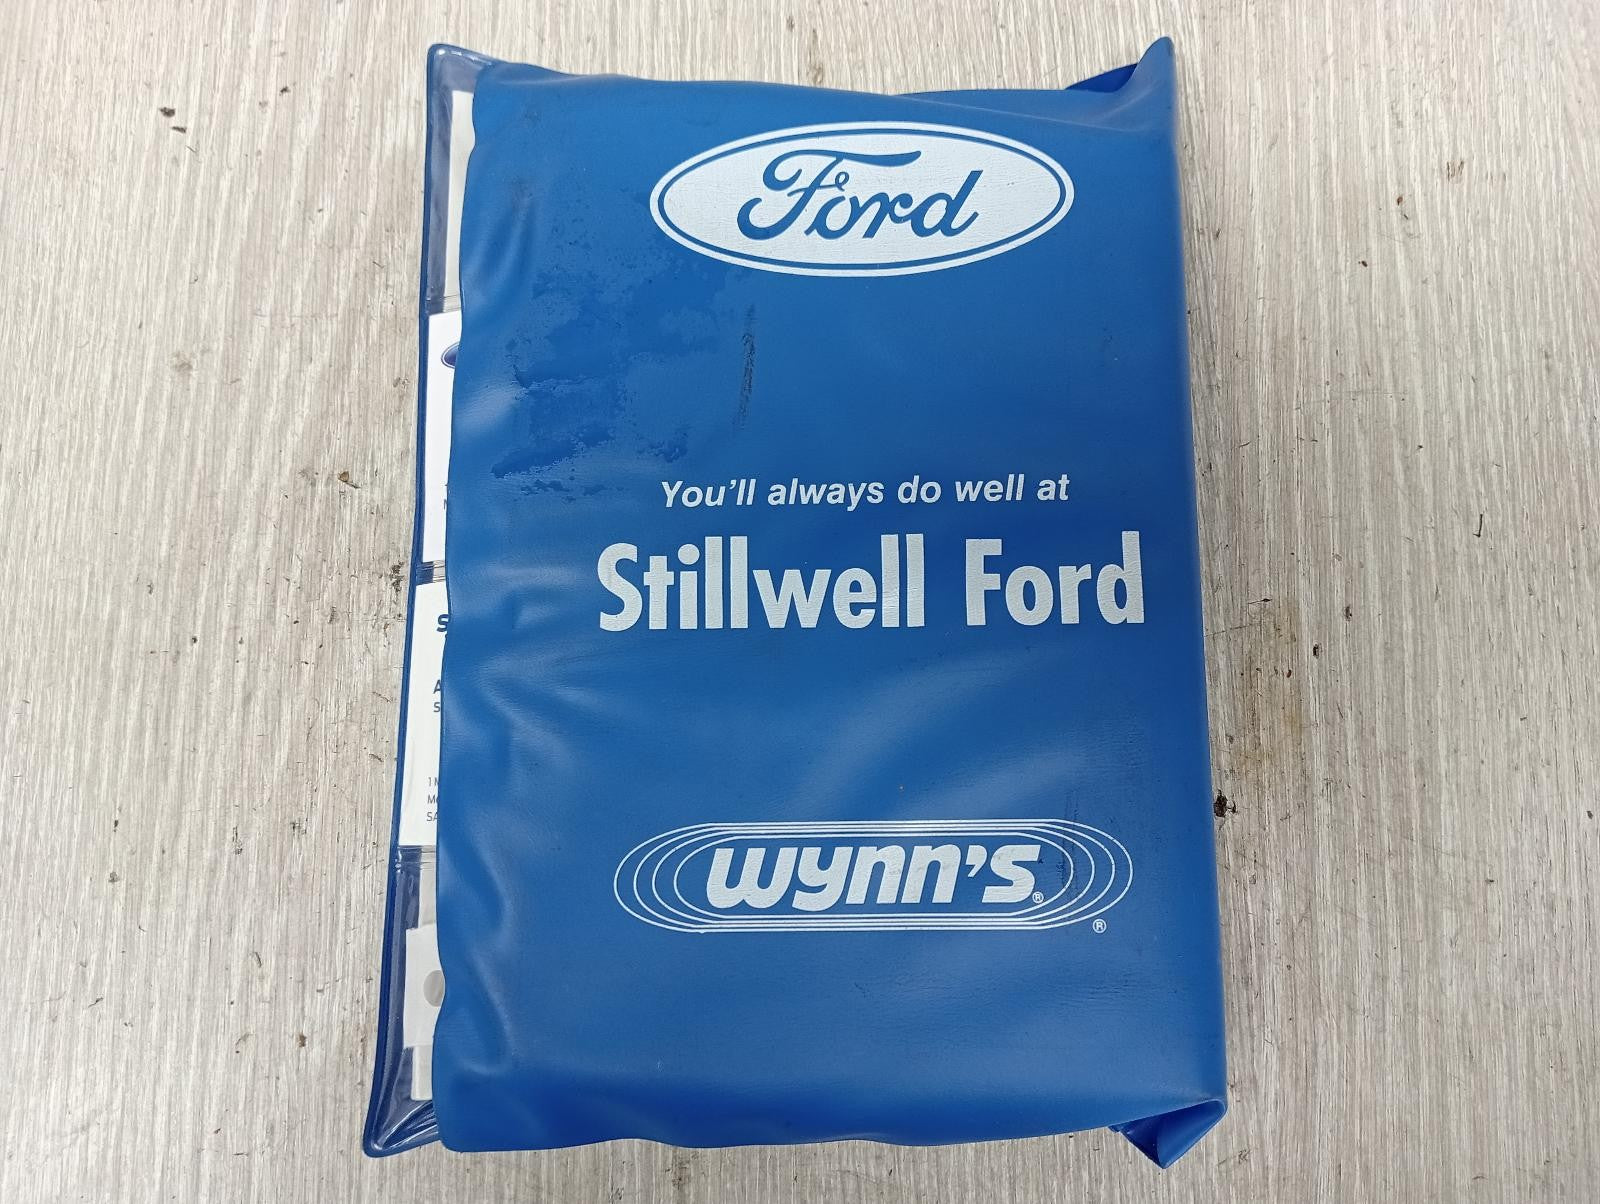 Ford
You'll always do well at
Stillwell Ford
wynn's®
®